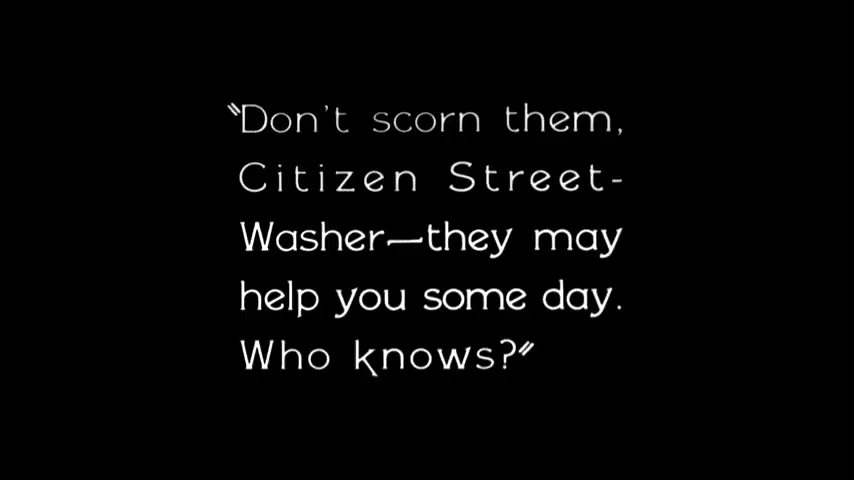 "Don't scorn them,
Citizen Street-
Washer—they may
help you some day.
Who knows?"